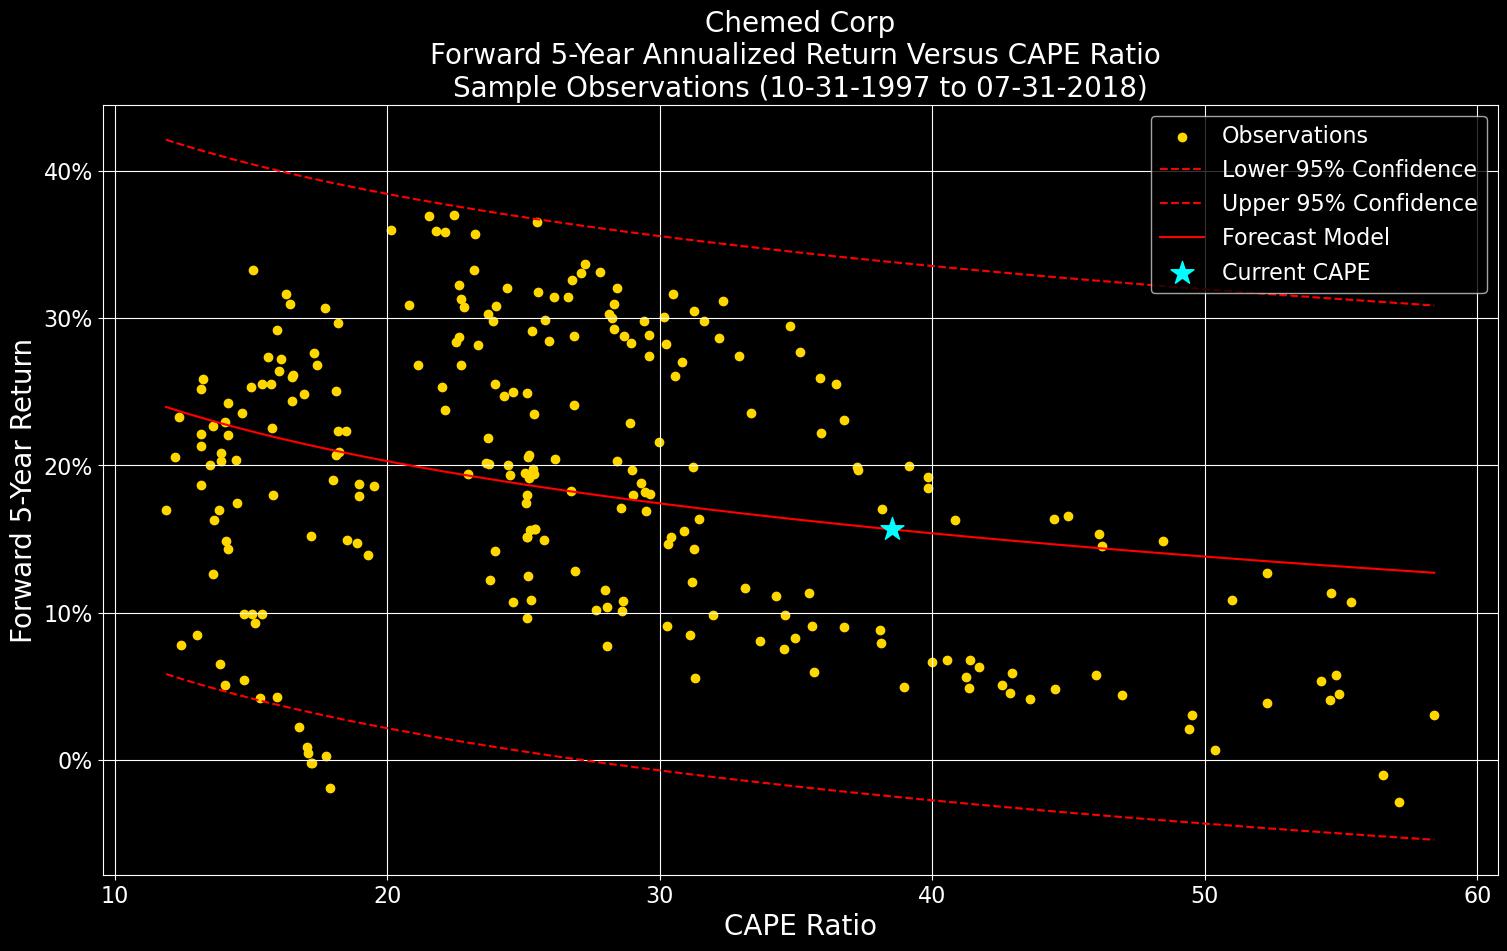 Chemed Corp
Forward 5-Year Annualized Return Versus CAPE Ratio
Sample Observations (10-31-1997 to 07-31-2018)
Observations
Lower 95% Confidence
Upper 95% Confidence
Forecast Model
Current CAPE
Forward 5-Year Return
40%
30%
20%
10%
0%
10 20 30 40 50 60
CAPE Ratio